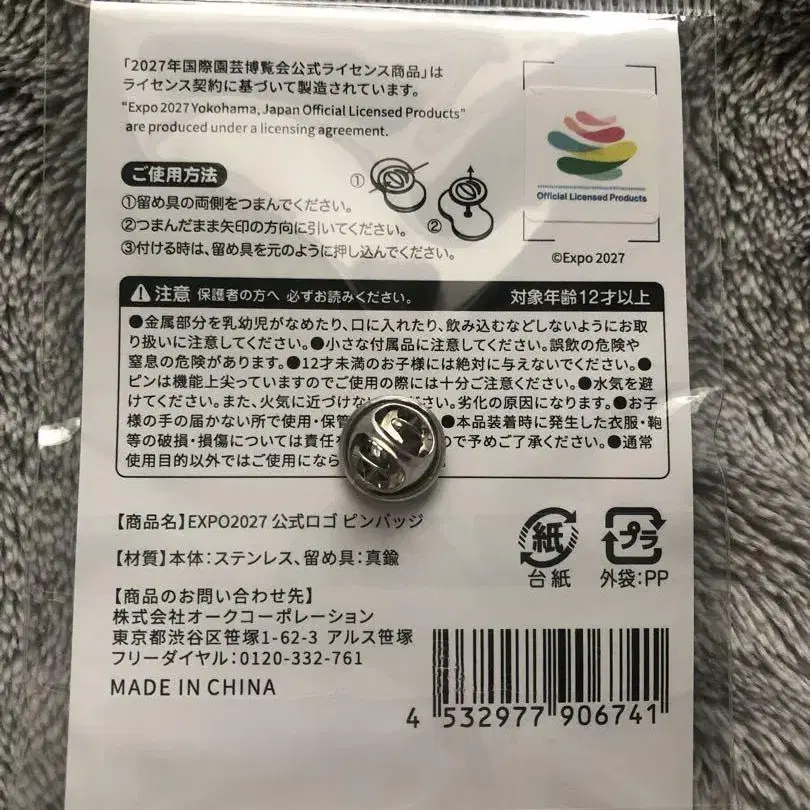 「2027年国際園芸博覧会公式ライセンス商品」は
ライセンス契約に基づいて製造されています。
"Expo 2027 Yokohama, Japan Official Licensed Products"
are produced under a licensing agreement.
Official Licensed Products
©Expo 2027
ご使用方法
① ②
①留め具の両側をつまんでください。
②つまんだまま矢印の方向に引いてください。
③付ける時は、留め具を元のように押し込んでください。
注意 保護者の方へ 必ずお読みください。 対象年齢12才以上
●金属部分を乳幼児がなめたり、口に入れたり、飲み込むなどしないようにお取
り扱いに注意してください。●小さな付属品に注意してください。誤飲の危険や
窒息の危険があります。●12才未満のお子様には絶対に与えないでください。●
ピンは機能上尖っていますのでご使用の際には十分ご注意ください。●水気を避
けてください。また、火気に近づけな ください。劣化の原因になります。●お子
様の手の届かない所で使用・保管 ●本品装着時に発生した衣服・鞄
等の破損・損傷については責任を ので予めご了承ください。●通常
使用目的以外ではご使用になら
【商品名】EXPO2027 公式ロゴ ピンバッジ
【材質】本体:ステンレス、留め具:真鍮
紙 プラ
台紙 外袋:PP
【商品のお問い合わせ先】
株式会社オークコーポレーション
東京都渋谷区笹塚1-62-3 アルス笹塚
フリーダイヤル:0120-332-761
MADE IN CHINA
4 532977 906741